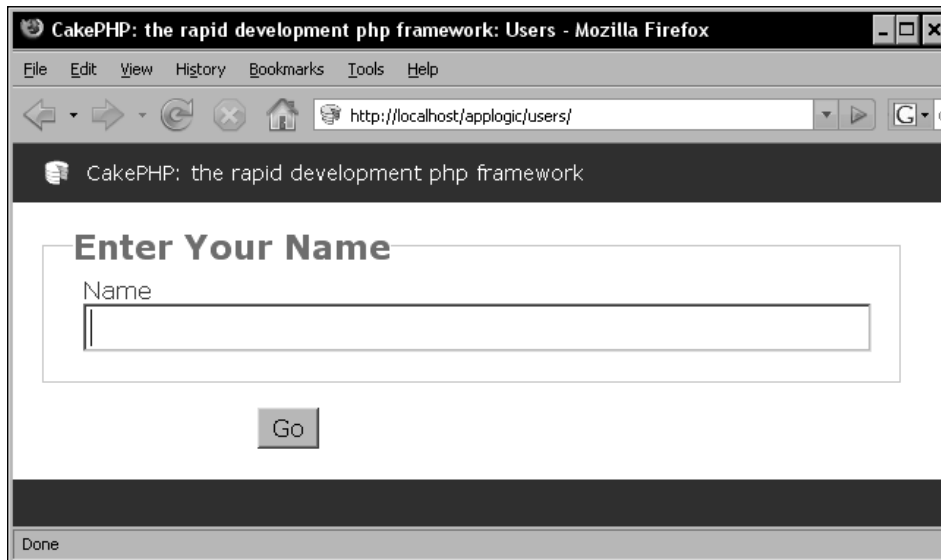 CakePHP: the rapid development php framework: Users - Mozilla Firefox
File Edit View History Bookmarks Tools Help
http://localhost/applogic/users/
G
CakePHP: the rapid development php framework
Enter Your Name
Name
Go
Done